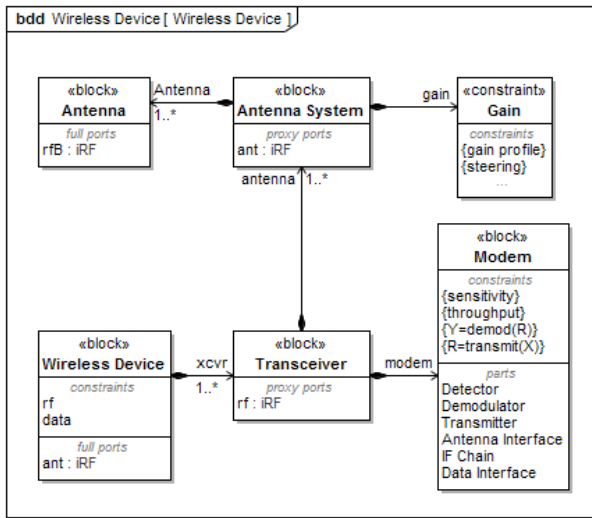 bdd Wireless Device [ Wireless Device ]
«block»
Antenna
full ports
rfB : iRF
Antenna
1..*
«block»
Antenna System
proxy ports
ant : iRF
gain
«constraint»
Gain
constraints
{gain profile}
{steering}
...
antenna
1..*
«block»
Wireless Device
constraints
rf
data
full ports
ant : iRF
xcvr
1..*
«block»
Transceiver
proxy ports
rf : iRF
modem
«block»
Modem
constraints
{sensitivity}
{throughput}
{Y=demod(R)}
{R=transmit(X)}
parts
Detector
Demodulator
Transmitter
Antenna Interface
IF Chain
Data Interface